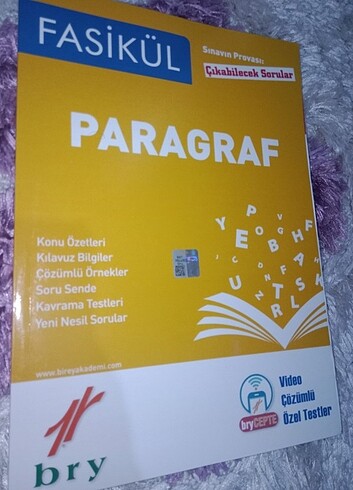 FASİKÜL
Sınavın Provası:
Çıkabilecek Sorular
PARAGRAF
Konu Özetleri
Kılavuz Bilgiler
Çözümlü Örnekler
Soru Sende
Kavrama Testleri
Yeni Nesil Sorular
www.bireyakademi.com
bry
bryCEPTE
Video
Çözümlü
Özel Testler